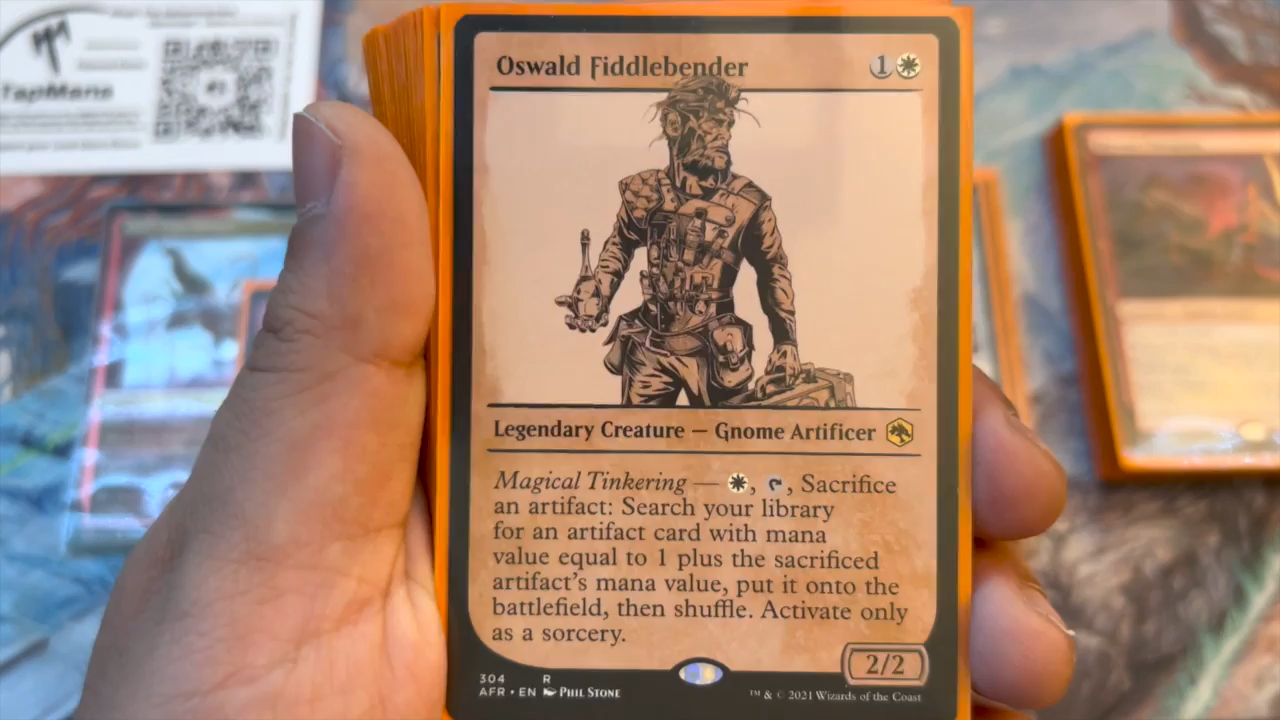 TapMana
Oswald Fiddlebender 1
Legendary Creature — Gnome Artificer
Magical Tinkering — , , Sacrifice
an artifact: Search your library
for an artifact card with mana
value equal to 1 plus the sacrificed
artifact's mana value, put it onto the
battlefield, then shuffle. Activate only
as a sorcery.
2/2
304 R
AFR • EN PHIL STONE
™ & © 2021 Wizards of the Coast